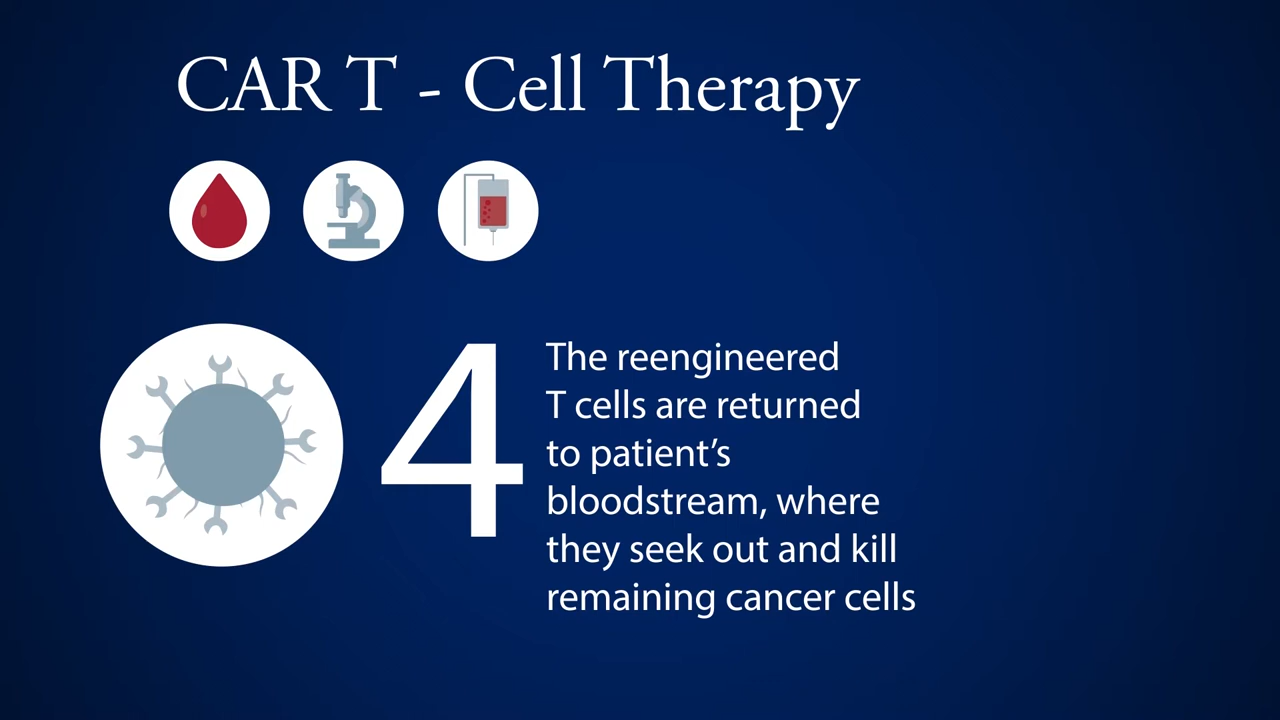 CAR T - Cell Therapy
4
The reengineered
T cells are returned
to patient’s
bloodstream, where
they seek out and kill
remaining cancer cells